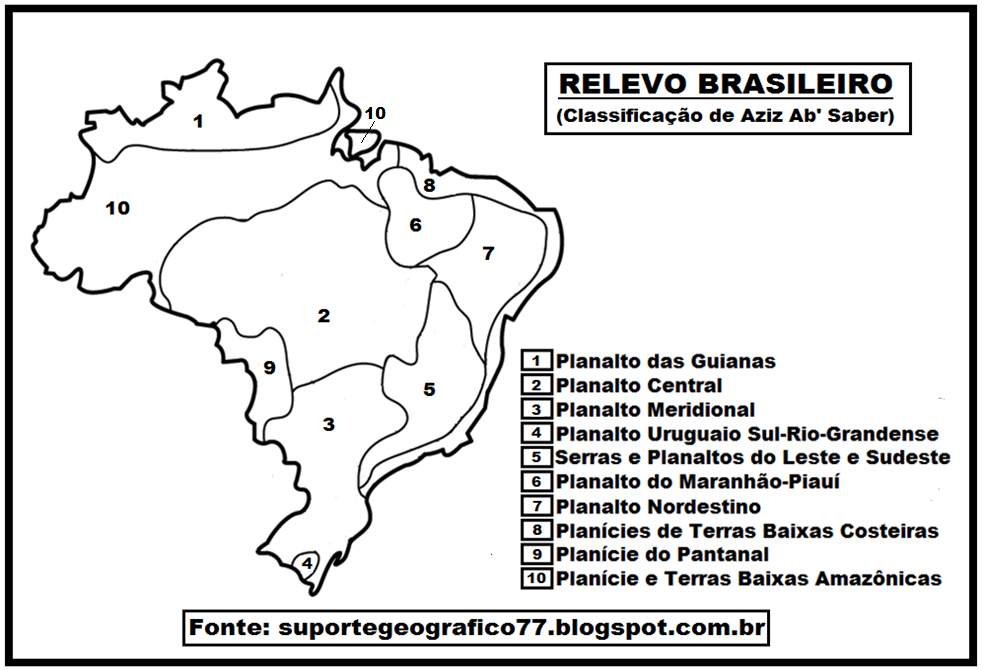 RELEVO BRASILEIRO
(Classificação de Aziz Ab' Saber)
10
1
8
10
6
7
2
9
5
3
4
1 Planalto das Guianas
2 Planalto Central
3 Planalto Meridional
4 Planalto Uruguaio Sul-Rio-Grandense
5 Serras e Planaltos do Leste e Sudeste
6 Planalto do Maranhão-Piauí
7 Planalto Nordestino
8 Planícies de Terras Baixas Costeiras
9 Planície do Pantanal
10 Planície e Terras Baixas Amazônicas
Fonte: suportegeografico77.blogspot.com.br